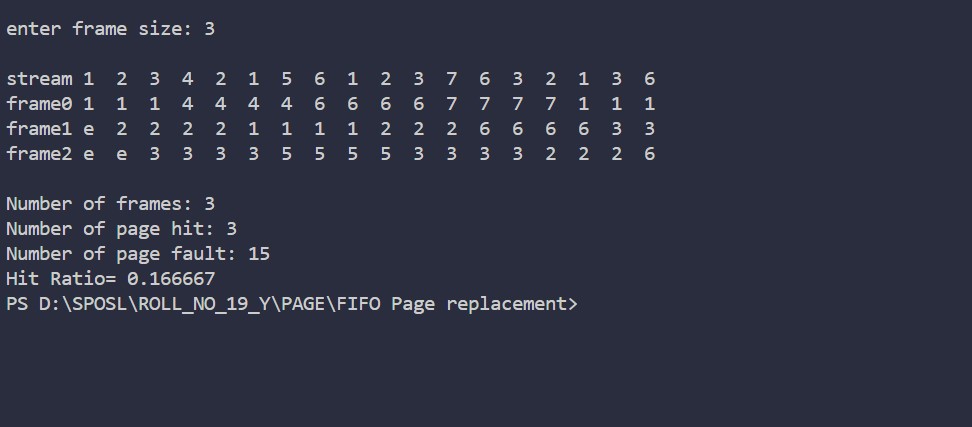 enter frame size: 3
stream 1 2 3 4 2 1 5 6 1 2 3 7 6 3 2 1 3 6
frame0 1 1 1 4 4 4 4 6 6 6 6 7 7 7 7 1 1 1
frame1 e 2 2 2 2 1 1 1 1 2 2 2 6 6 6 6 3 3
frame2 e e 3 3 3 3 5 5 5 5 3 3 3 3 2 2 2 6
Number of frames: 3
Number of page hit: 3
Number of page fault: 15
Hit Ratio= 0.166667
PS D:\SPOSL\ROLL_NO_19_Y\PAGE\FIFO Page replacement>